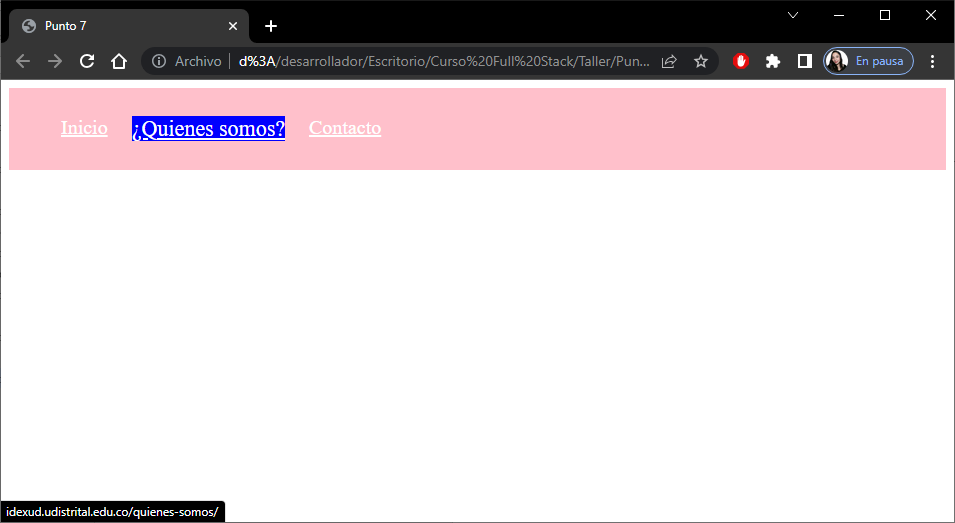 Punto 7
Archivo d%3A/desarrollador/Escritorio/Curso%20Full%20Stack/Taller/Pun... En pausa
Inicio ¿Quienes somos? Contacto
idexud.udistrital.edu.co/quienes-somos/